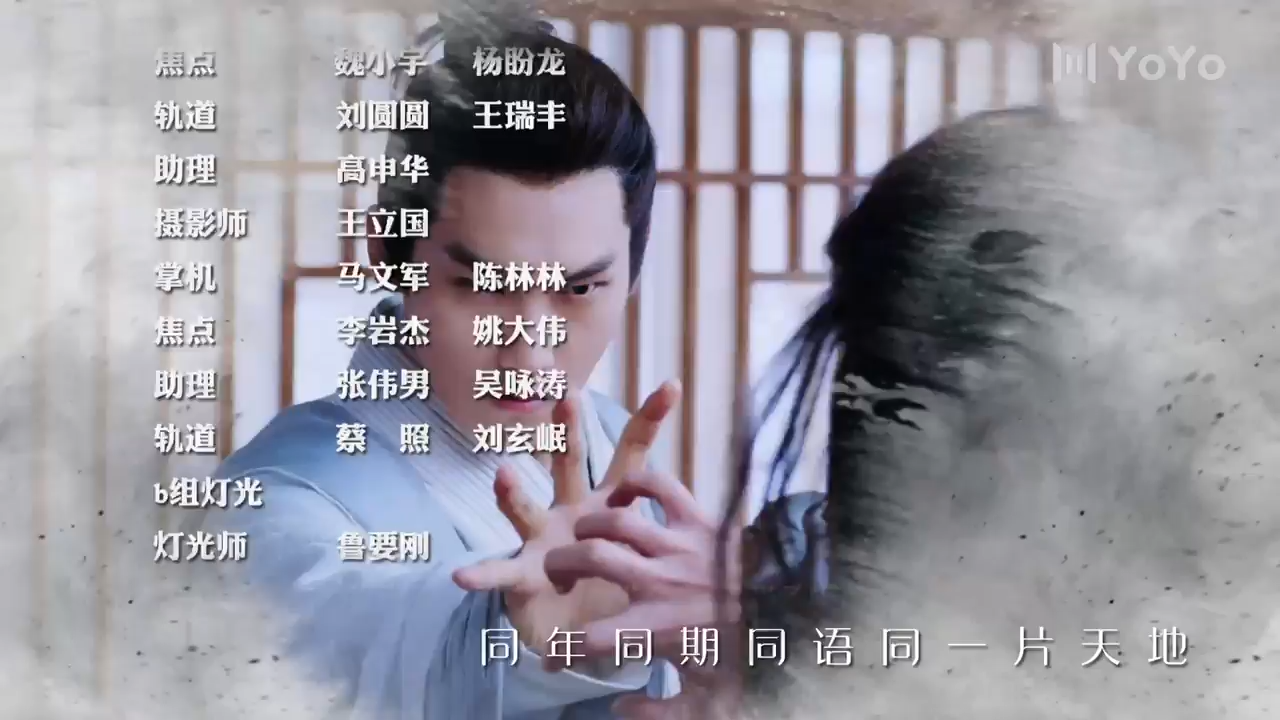 YoYo
焦点 魏小宇 杨盼龙
轨道 刘圆圆 王瑞丰
助理 高申华
摄影师 王立国
掌机 马文军 陈林林
焦点 李岩杰 姚大伟
助理 张伟男 吴咏涛
轨道 蔡 照 刘玄岷
b组灯光
灯光师 鲁要刚
同年同期同语同一片天地